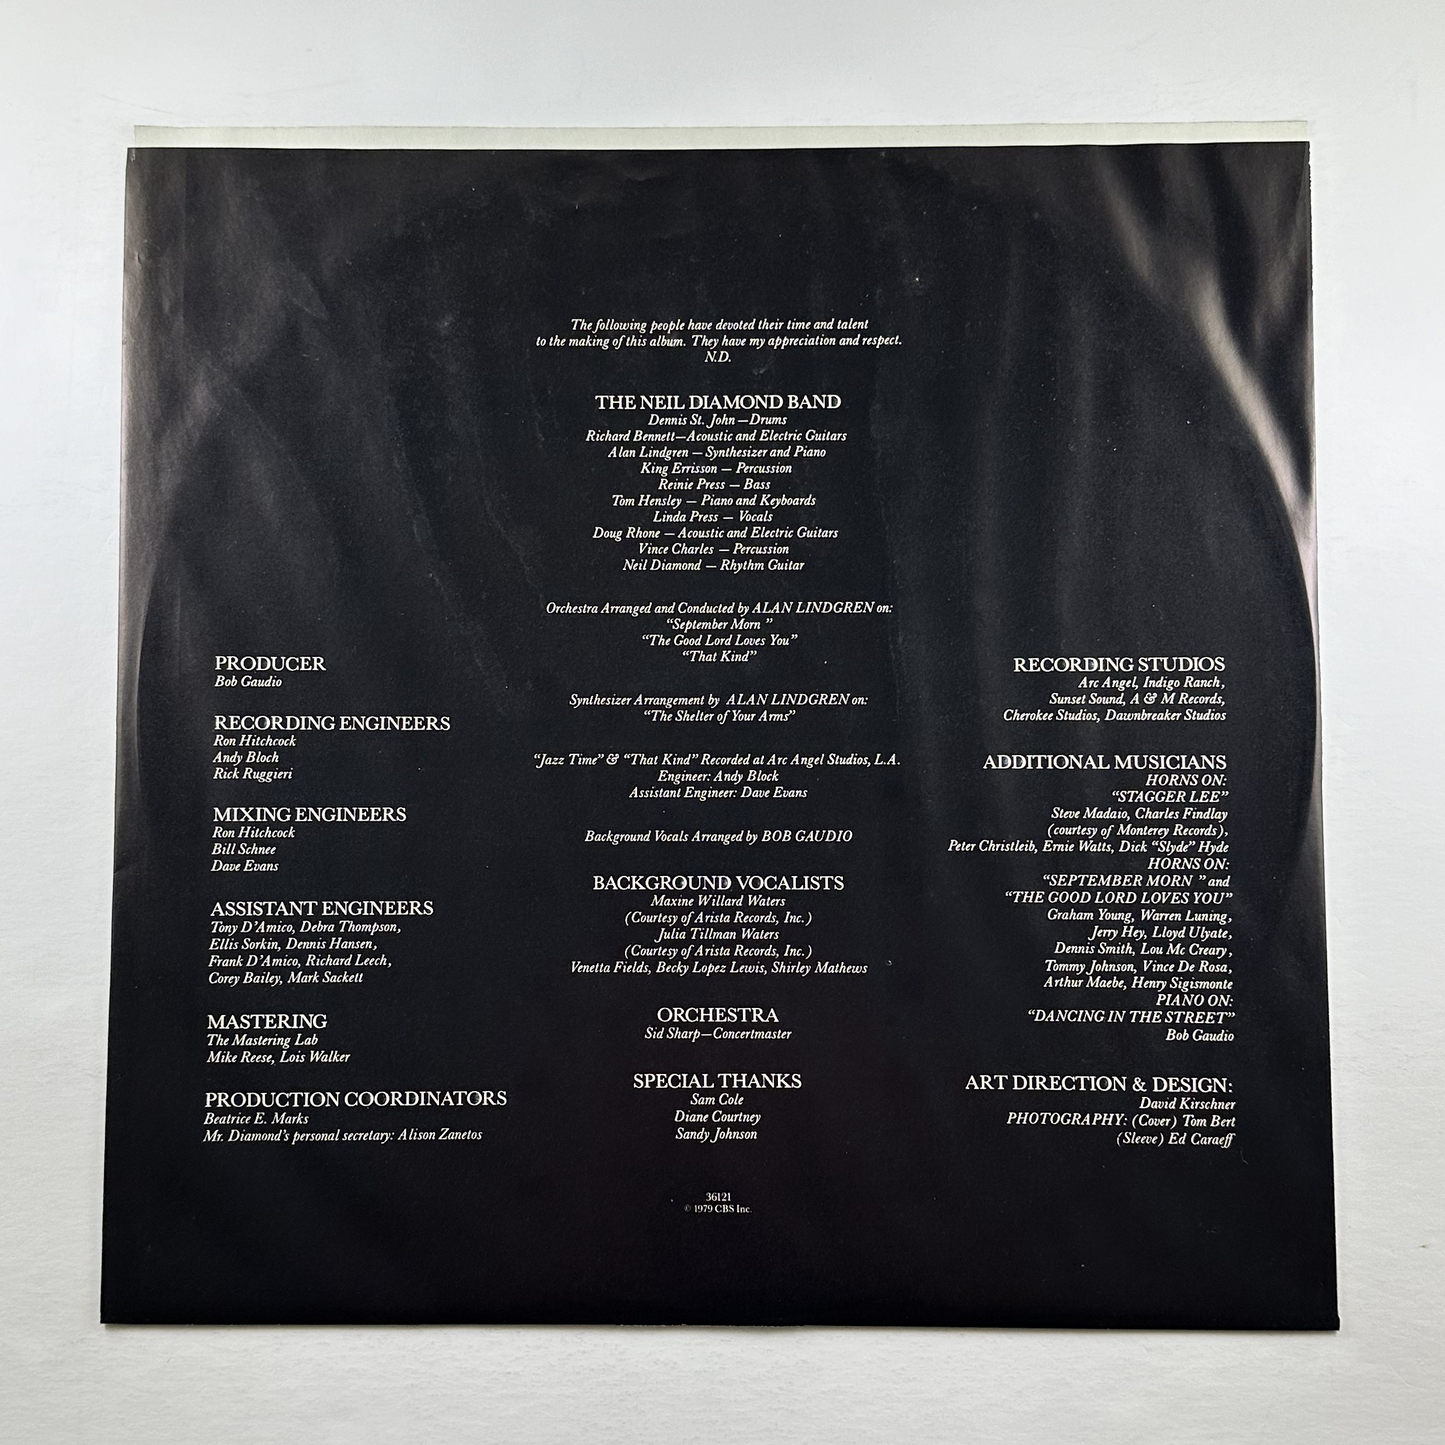 The following people have devoted their time and talent
to the making of this album. They have my appreciation and respect.
N.D.
THE NEIL DIAMOND BAND
Dennis St. John —Drums
Richard Bennett—Acoustic and Electric Guitars
Alan Lindgren — Synthesizer and Piano
King Errisson — Percussion
Reinie Press — Bass
Tom Hensley — Piano and Keyboards
Linda Press — Vocals
Doug Rhone — Acoustic and Electric Guitars
Vince Charles — Percussion
Neil Diamond — Rhythm Guitar
Orchestra Arranged and Conducted by ALAN LINDGREN on:
“September Morn ”
“The Good Lord Loves You”
“That Kind”
Synthesizer Arrangement by ALAN LINDGREN on:
“The Shelter of Your Arms”
“Jazz Time” & “That Kind” Recorded at Arc Angel Studios, L.A.
Engineer: Andy Block
Assistant Engineer: Dave Evans
Background Vocals Arranged by BOB GAUDIO
BACKGROUND VOCALISTS
Maxine Willard Waters
(Courtesy of Arista Records, Inc.)
Julia Tillman Waters
(Courtesy of Arista Records, Inc.)
Venetta Fields, Becky Lopez Lewis, Shirley Mathews
ORCHESTRA
Sid Sharp—Concertmaster
SPECIAL THANKS
Sam Cole
Diane Courtney
Sandy Johnson
PRODUCER
Bob Gaudio
RECORDING ENGINEERS
Ron Hitchcock
Andy Bloch
Rick Ruggieri
MIXING ENGINEERS
Ron Hitchcock
Bill Schnee
Dave Evans
ASSISTANT ENGINEERS
Tony D’Amico, Debra Thompson,
Ellis Sorkin, Dennis Hansen,
Frank D’Amico, Richard Leech,
Corey Bailey, Mark Sackett
MASTERING
The Mastering Lab
Mike Reese, Lois Walker
PRODUCTION COORDINATORS
Beatrice E. Marks
Mr. Diamond’s personal secretary: Alison Zanetos
RECORDING STUDIOS
Arc Angel, Indigo Ranch,
Sunset Sound, A & M Records,
Cherokee Studios, Dawnbreaker Studios
ADDITIONAL MUSICIANS
HORNS ON:
“STAGGER LEE”
Steve Madaio, Charles Findlay
(courtesy of Monterey Records),
Peter Christleib, Ernie Watts, Dick “Slyde” Hyde
HORNS ON:
“SEPTEMBER MORN ” and
“THE GOOD LORD LOVES YOU”
Graham Young, Warren Luning,
Jerry Hey, Lloyd Ulyate,
Dennis Smith, Lou Mc Creary,
Tommy Johnson, Vince De Rosa,
Arthur Maebe, Henry Sigismonte
PIANO ON:
“DANCING IN THE STREET”
Bob Gaudio
ART DIRECTION & DESIGN:
David Kirschner
PHOTOGRAPHY: (Cover) Tom Bert
(Sleeve) Ed Caraeff
36121
© 1979 CBS Inc.